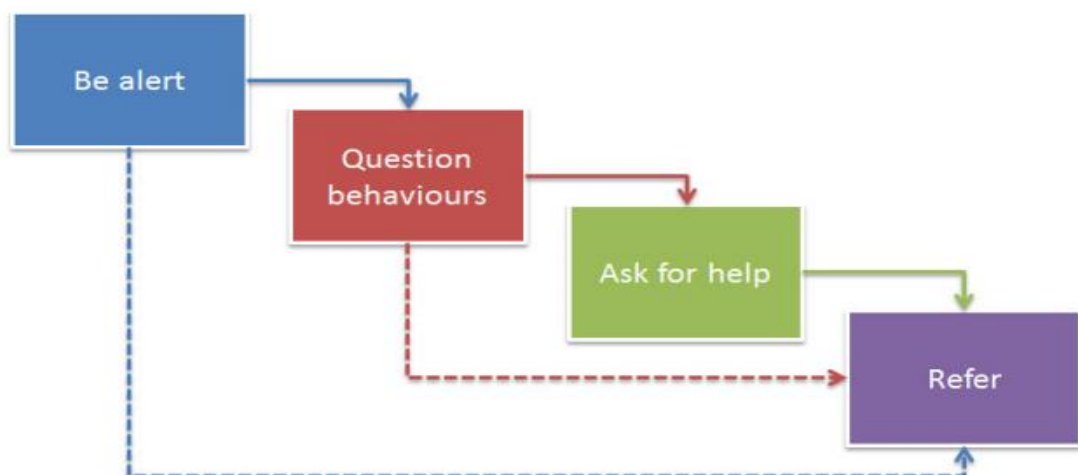 Be alert
Question
behaviours
Ask for help
Refer